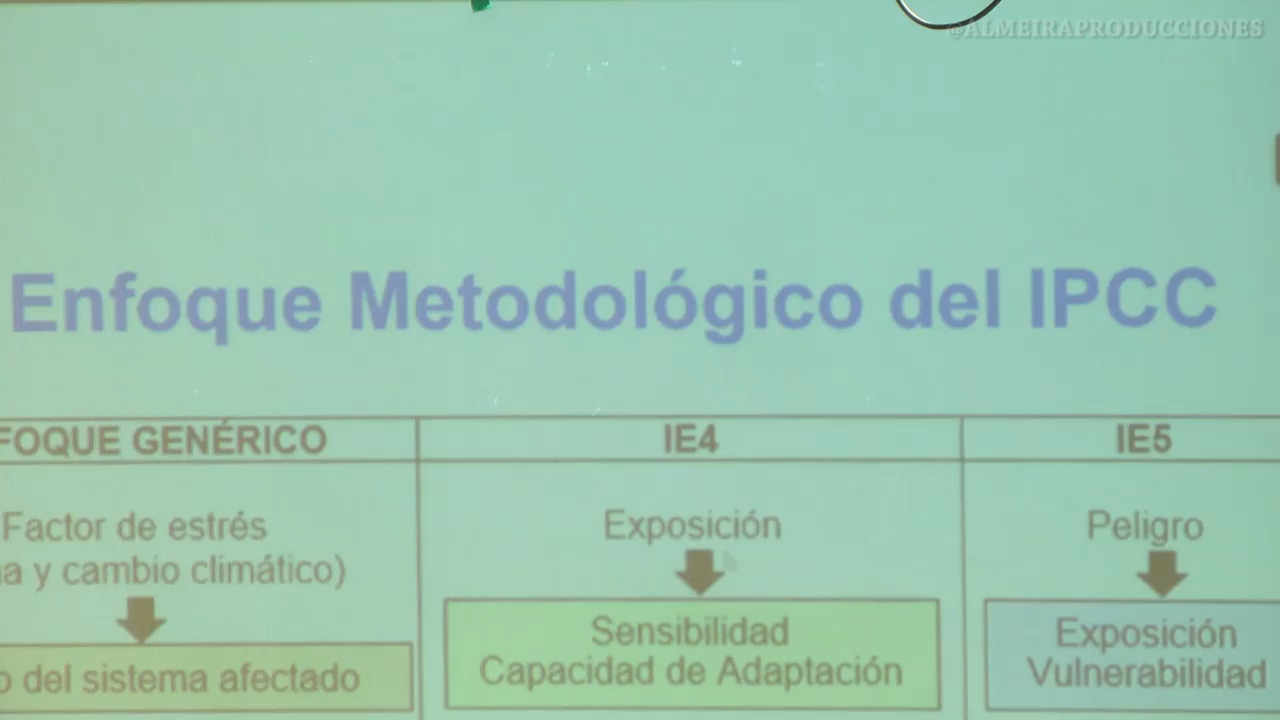 @ALMEIRAPRODUCCIONES
Enfoque Metodológico del IPCC
FOQUE GENÉRICO
IE4
IE5
Factor de estrés
a y cambio climático)
Exposición
Peligro
o del sistema afectado
Sensibilidad
Capacidad de Adaptación
Exposición
Vulnerabilidad